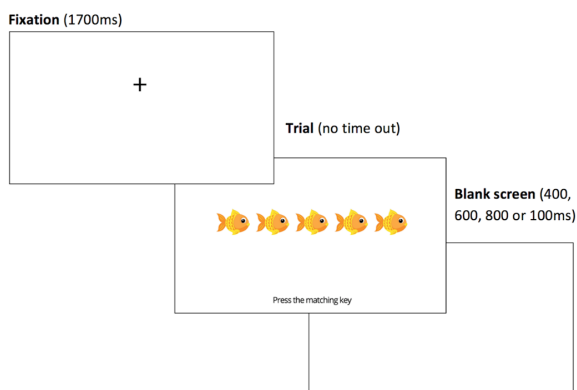 Fixation (1700ms)
+
Trial (no time out)
Blank screen (400,
600, 800 or 100ms)
Press the matching key